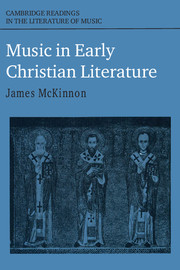 CAMBRIDGE READINGS
IN THE LITERATURE OF MUSIC
Music in Early
Christian Literature
James McKinnon